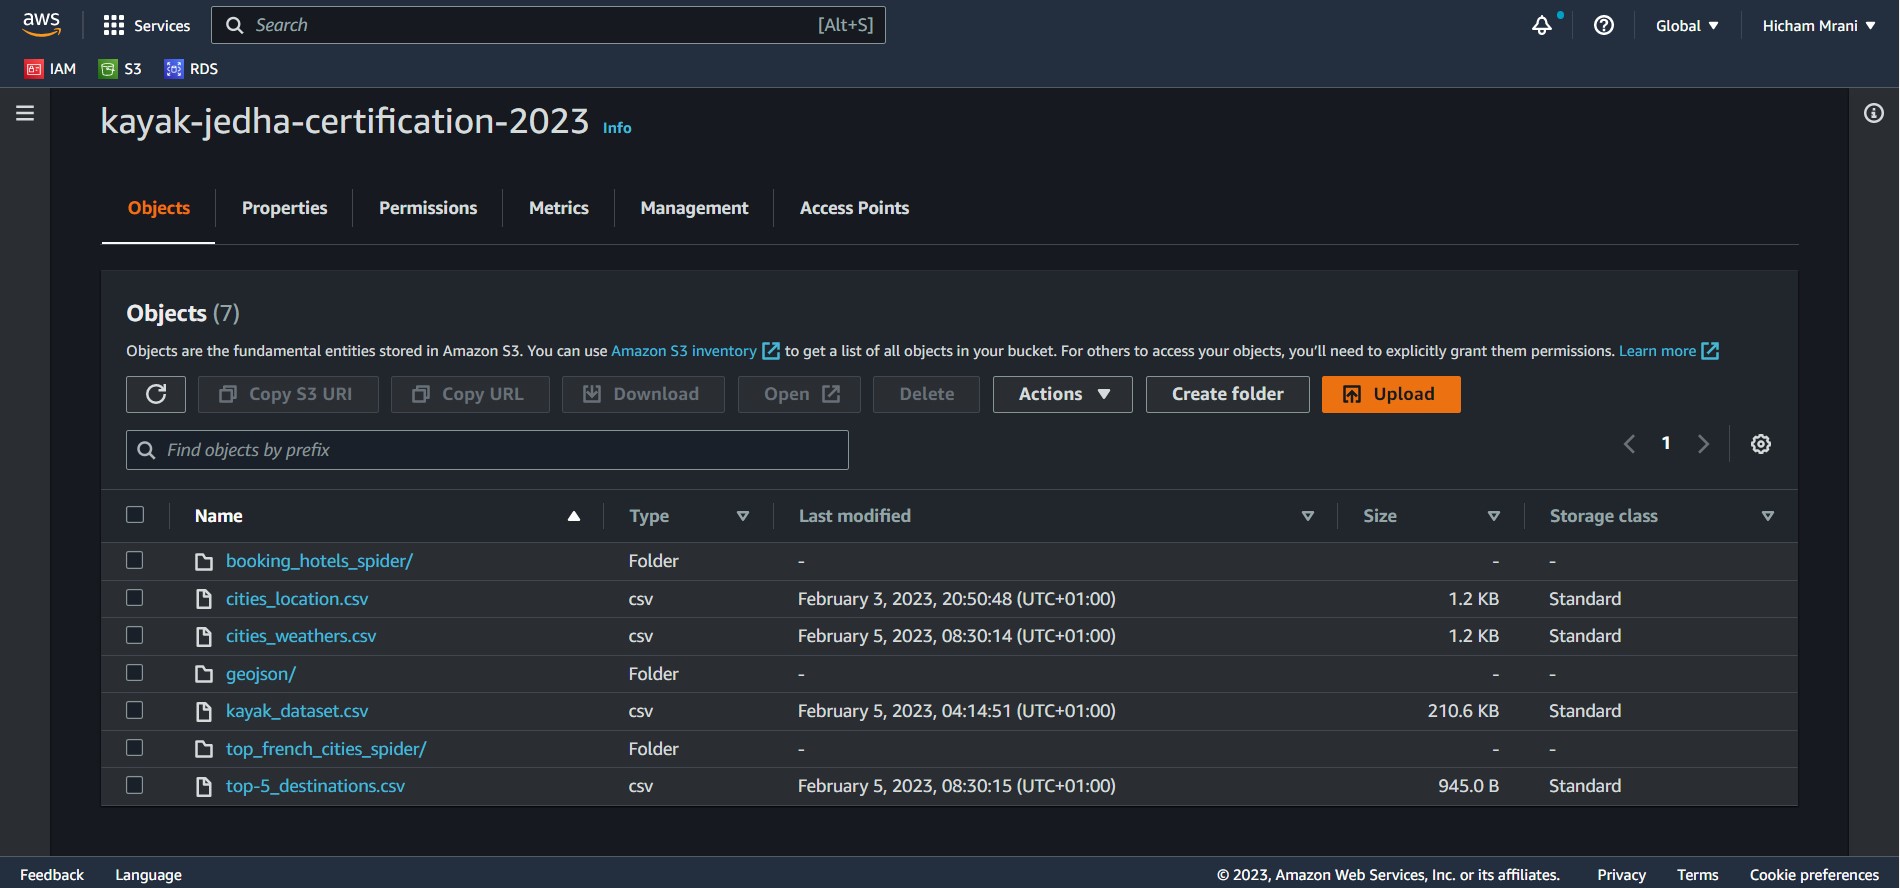 aws Services Search [Alt+S] Global Hicham Mrani
IAM S3 RDS
kayak-jedha-certification-2023 Info
Objects Properties Permissions Metrics Management Access Points
Objects (7)
Objects are the fundamental entities stored in Amazon S3. You can use Amazon S3 inventory to get a list of all objects in your bucket. For others to access your objects, you'll need to explicitly grant them permissions. Learn more
Copy S3 URI Copy URL Download Open Delete Actions Create folder Upload
Find objects by prefix 1
Name Type Last modified Size Storage class
booking_hotels_spider/ Folder - - -
cities_location.csv csv February 3, 2023, 20:50:48 (UTC+01:00) 1.2 KB Standard
cities_weathers.csv csv February 5, 2023, 08:30:14 (UTC+01:00) 1.2 KB Standard
geojson/ Folder - - -
kayak_dataset.csv csv February 5, 2023, 04:14:51 (UTC+01:00) 210.6 KB Standard
top_french_cities_spider/ Folder - - -
top-5_destinations.csv csv February 5, 2023, 08:30:15 (UTC+01:00) 945.0 B Standard
Feedback Language © 2023, Amazon Web Services, Inc. or its affiliates. Privacy Terms Cookie preferences